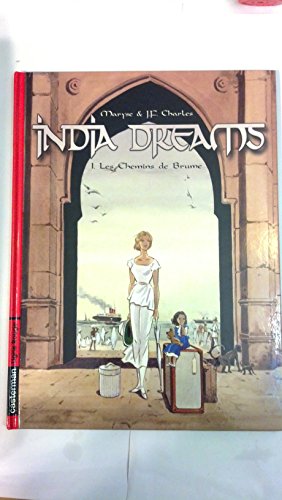 Maryse & J.F. Charles
INDIA DREAMS
1. Les Chemins de Brume
casterman